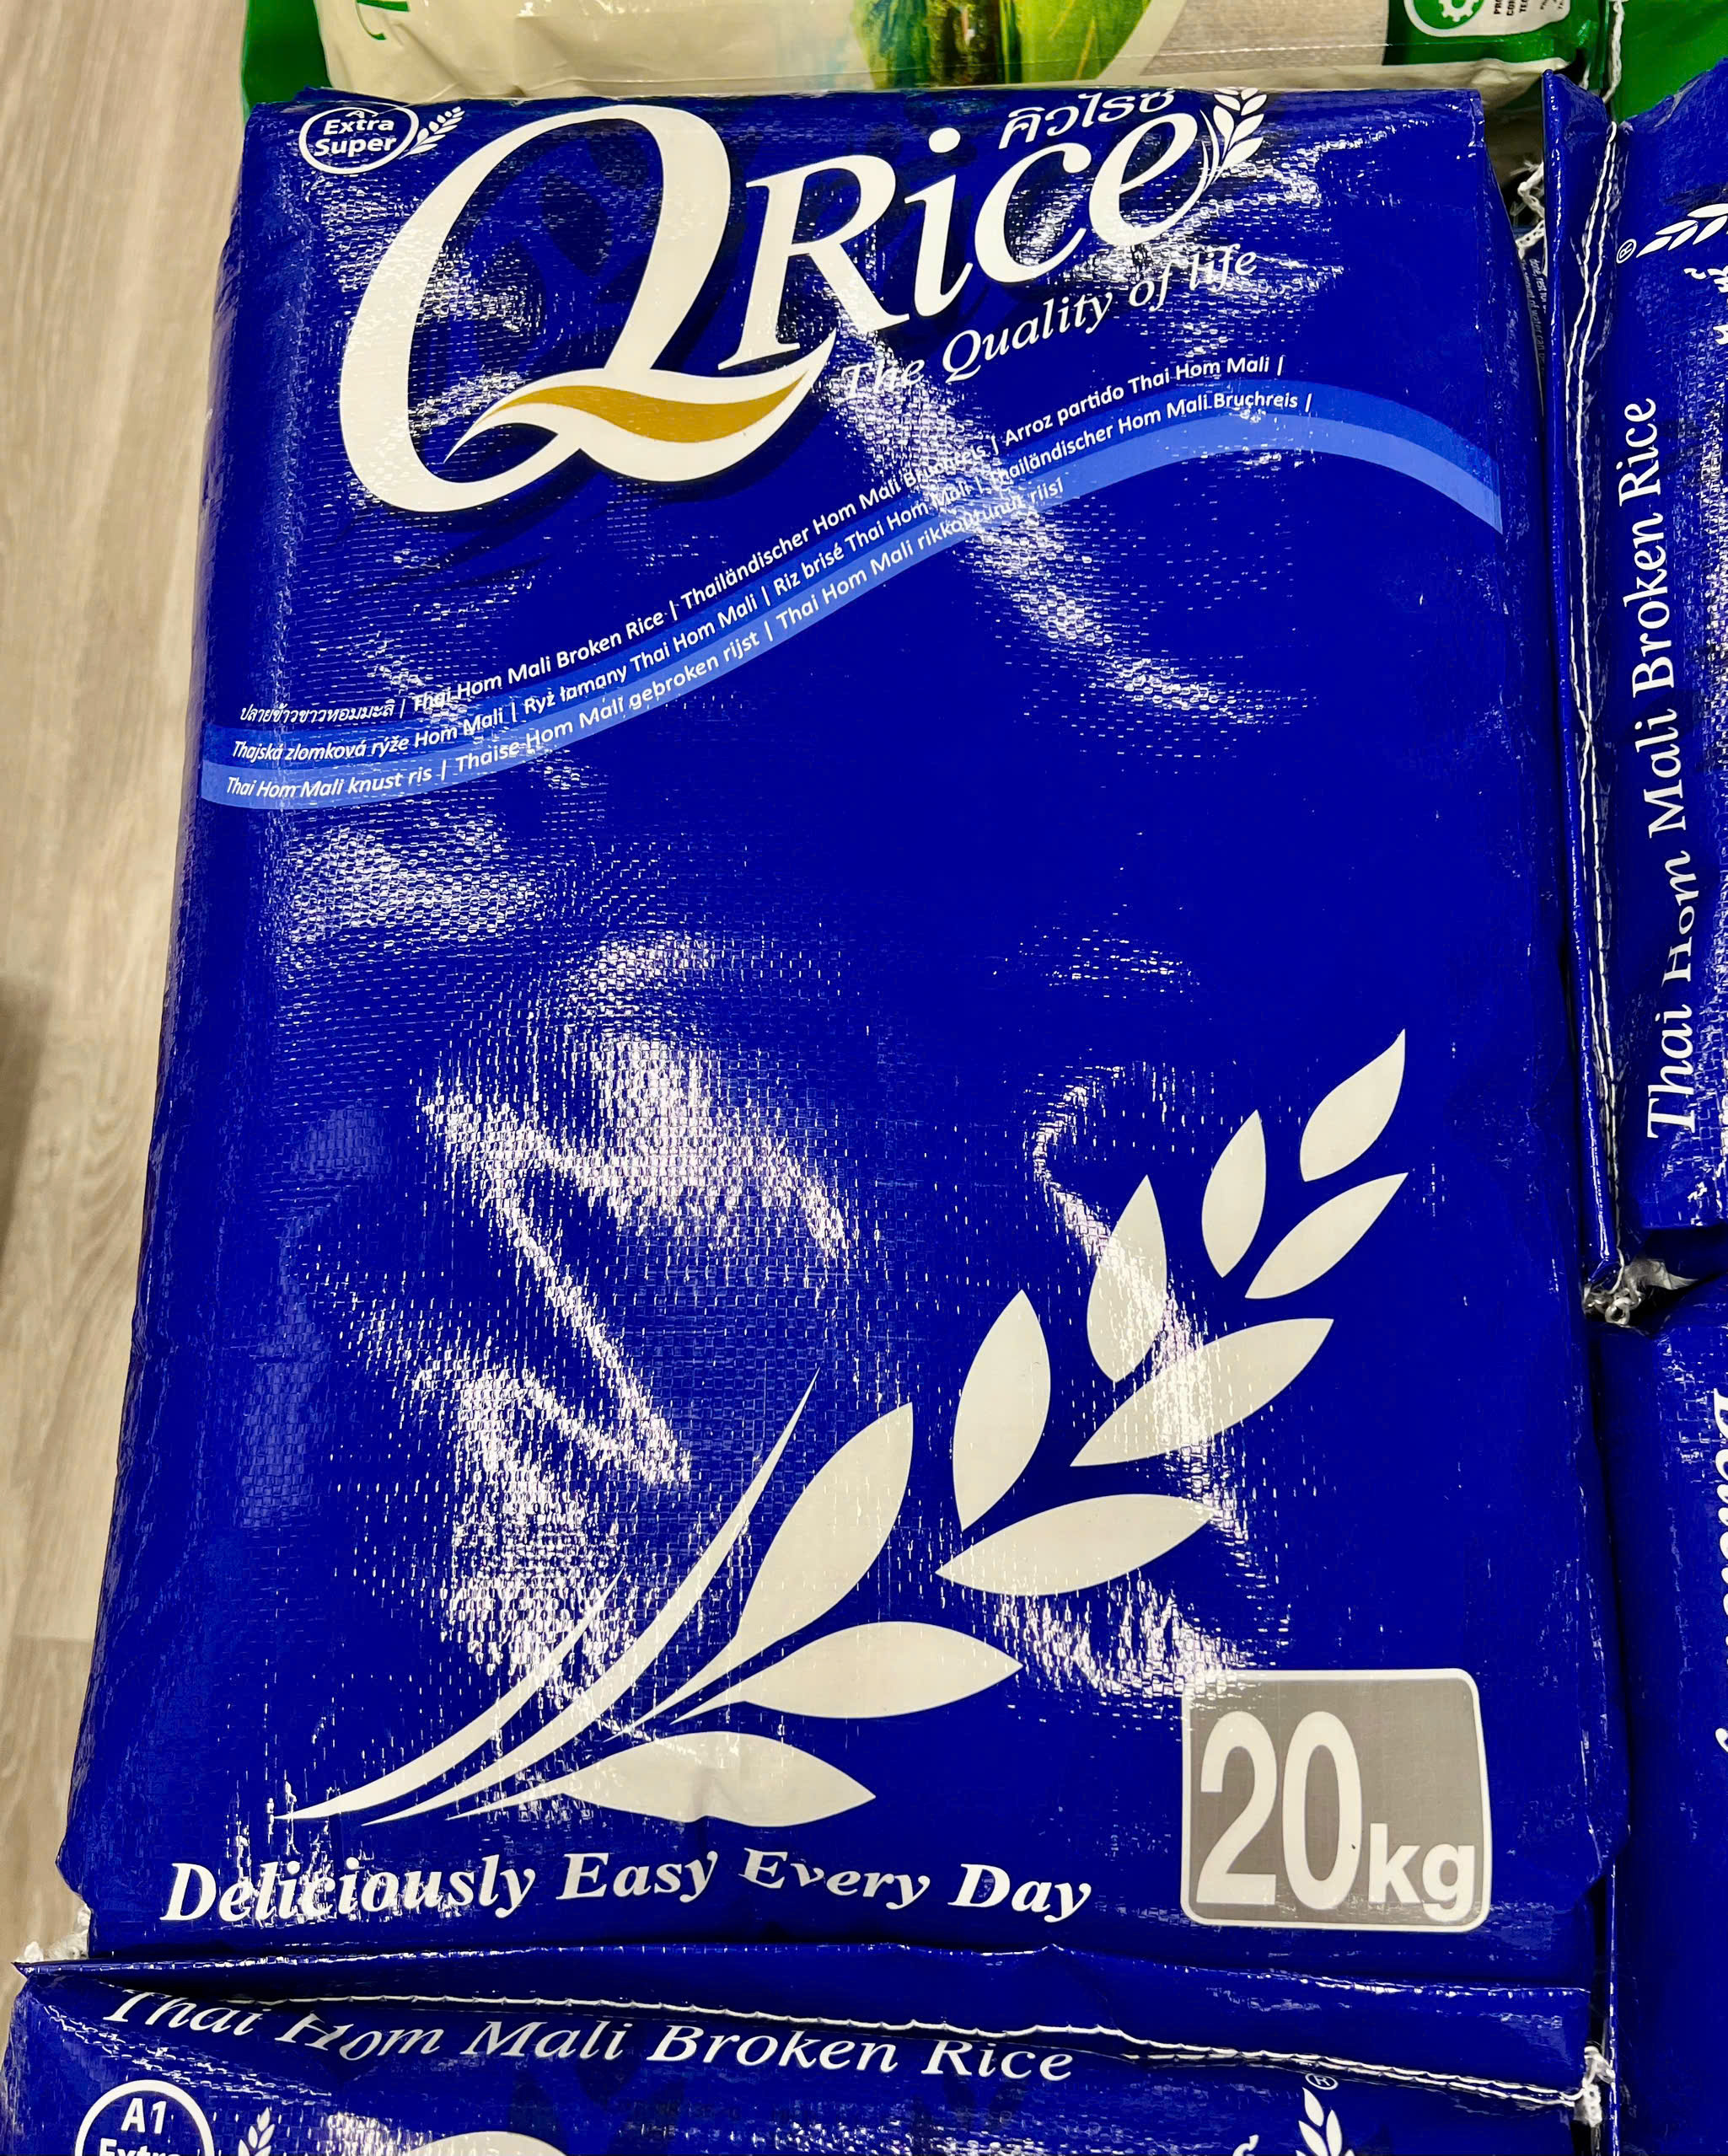 A1
Extra
Super
คิวไรซ์
QRice
The Quality of life
ปลายข้าวขาวหอมมะลิ | Thai Hom Mali Broken Rice | Thailändischer Hom Mali Bruchreis | Arroz partido Thai Hom Mali |
Thajská zlomková rýže Hom Mali | Ryż łamany Thai Hom Mali | Riz brisé Thai Hom Mali | Thailändischer Hom Mali Bruchreis |
Thai Hom Mali knust ris | Thaise Hom Mali gebroken rijst | Thai Hom Mali rikkoutunut riisi
Deliciously Easy Every Day
20kg
Thai Hom Mali Broken Rice
A1
Extra
®
Thai Hom Mali Broken Rice
®